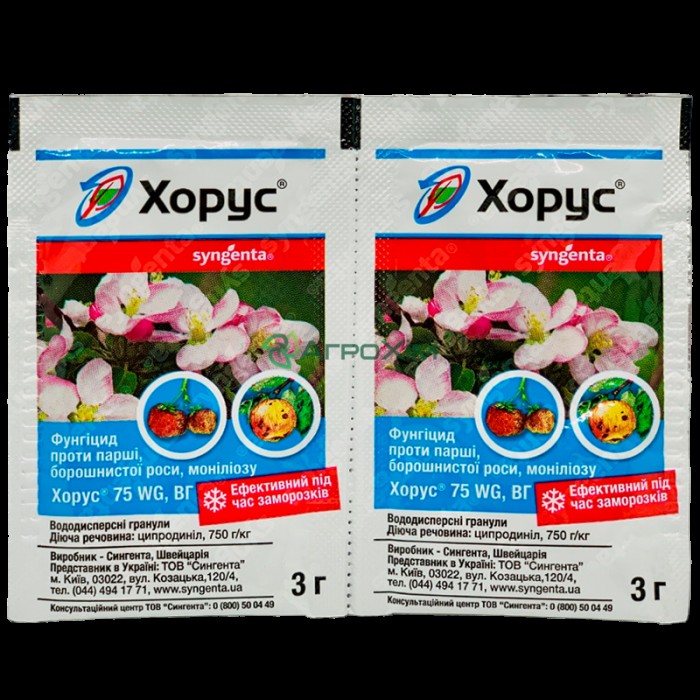 Хорус®
syngenta®
Фунгіцид
проти парші,
борошнистої роси, моніліозу
Хорус® 75 WG, ВГ
Ефективний під
час заморозків
Вододисперсні гранули
Діюча речовина: ципродиніл, 750 г/кг
Виробник - Сингента, Швейцарія
Представник в Україні: ТОВ "Сингента"
м. Київ, 03022, вул. Козацька,120/4,
тел. (044) 494 17 71, www.syngenta.ua
3 г
Консультаційний центр ТОВ "Сингента": 0 (800) 50 04 49
Хорус®
syngenta®
Фунгіцид
проти парші,
борошнистої роси, моніліозу
Хорус® 75 WG, ВГ
Ефективний під
час заморозків
Вододисперсні гранули
Діюча речовина: ципродиніл, 750 г/кг
Виробник - Сингента, Швейцарія
Представник в Україні: ТОВ "Сингента"
м. Київ, 03022, вул. Козацька,120/4,
тел. (044) 494 17 71, www.syngenta.ua
3 г
Консультаційний центр ТОВ "Сингента": 0 (800) 50 04 49